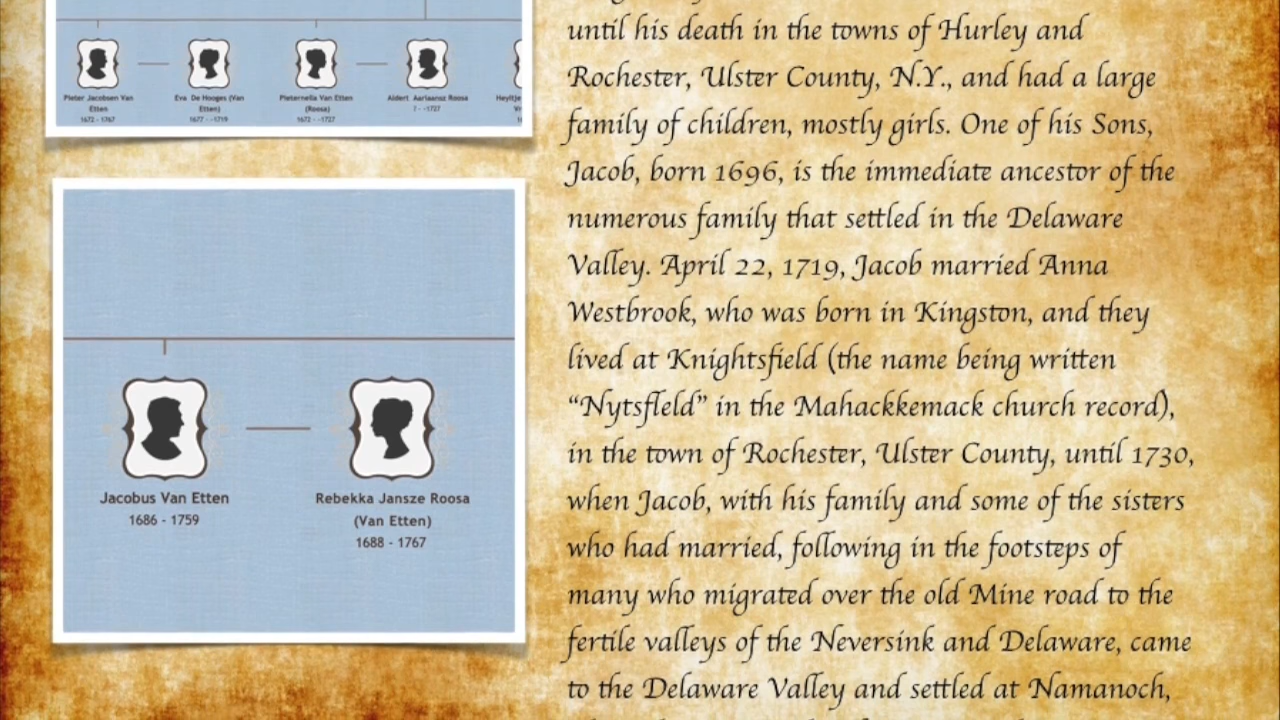 Pieter Jacobsen Van
Etten
1672 - 1767
Eva De Hooges (Van
Etten)
1677 - -1719
Pieternella Van Etten
(Roosa)
1672 - -1727
Aldert Aariaansz Roosa
? - -1727
Jacobus Van Etten
1686 - 1759
Rebekka Jansze Roosa
(Van Etten)
1688 - 1767
until his death in the towns of Hurley and
Rochester, Ulster County, N.Y., and had a large
family of children, mostly girls. One of his Sons,
Jacob, born 1696, is the immediate ancestor of the
numerous family that settled in the Delaware
Valley. April 22, 1719, Jacob married Anna
Westbrook, who was born in Kingston, and they
lived at Knightsfield (the name being written
“Nytsfleld” in the Mahackkemack church record),
in the town of Rochester, Ulster County, until 1730,
when Jacob, with his family and some of the sisters
who had married, following in the footsteps of
many who migrated over the old Mine road to the
fertile valleys of the Neversink and Delaware, came
to the Delaware Valley and settled at Namanoch,